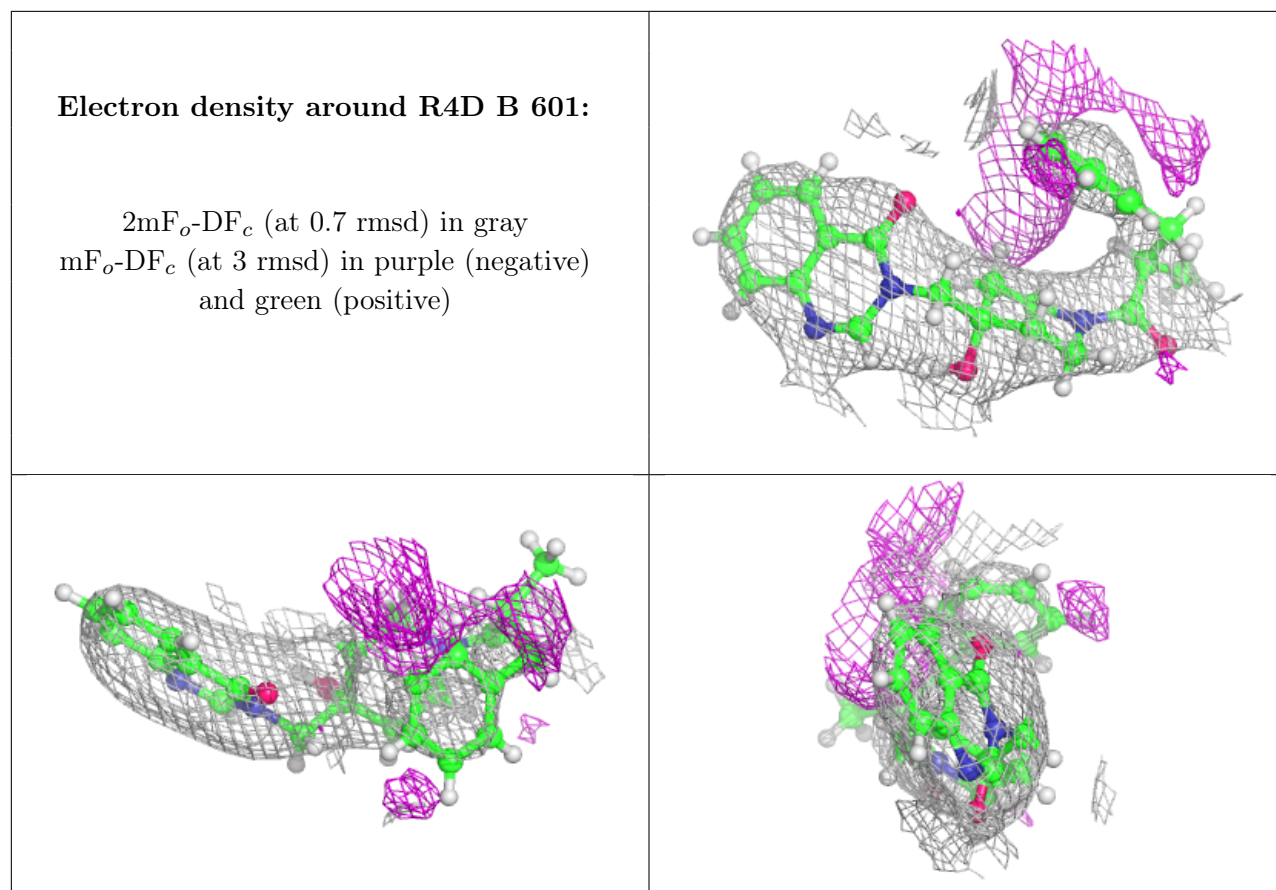 Electron density around R4D B 601:
2mFo-DFc (at 0.7 rmsd) in gray
mFo-DFc (at 3 rmsd) in purple (negative)
and green (positive)